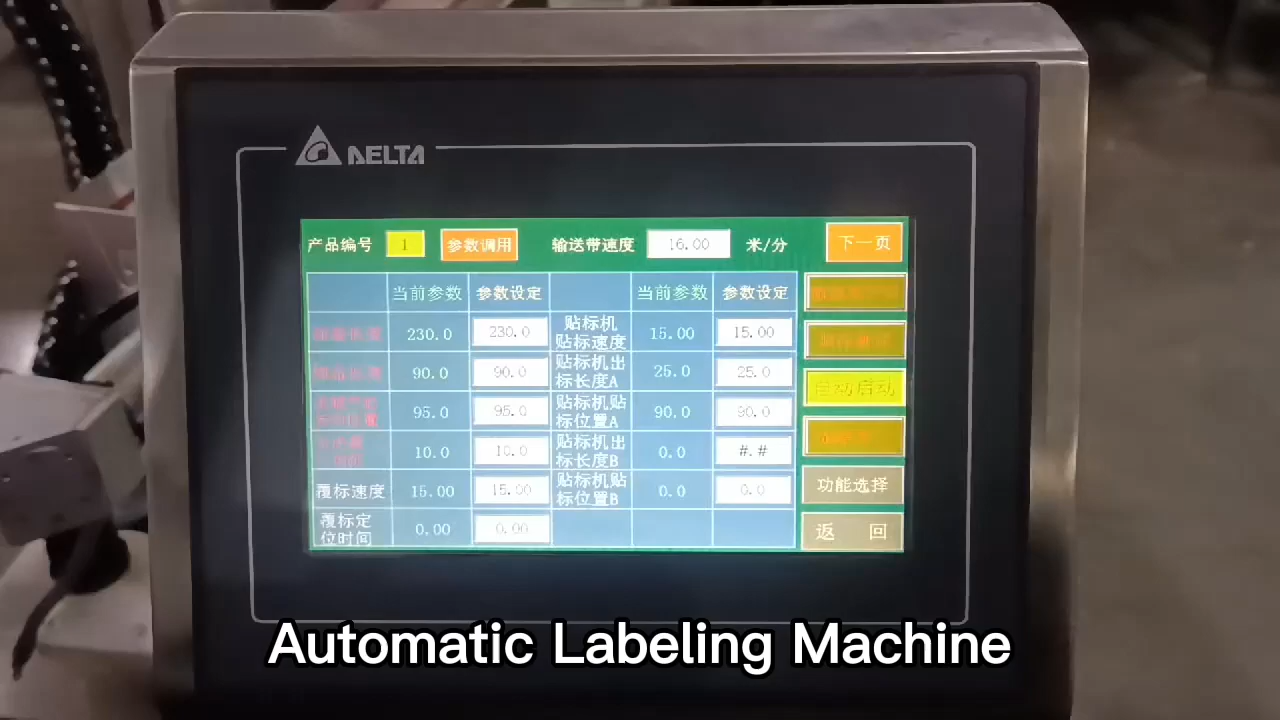 DELTA
产品编号 1 参数调用 输送带速度 16.00 米/分 下一页
当前参数 参数设定 当前参数 参数设定
230.0 230.0 贴标机贴标速度 15.00 15.00
90.0 90.0 贴标机出标长度A 25.0 25.0
95.0 95.0 贴标机贴标位置A 90.0 90.0
自动启动
10.0 10.0 贴标机出标长度B 0.0 #.#
覆标速度 15.00 15.00 贴标机贴标位置B 0.0 0.0
功能选择
覆标定位时间 0.00 0.00
返 回
Automatic Labeling Machine